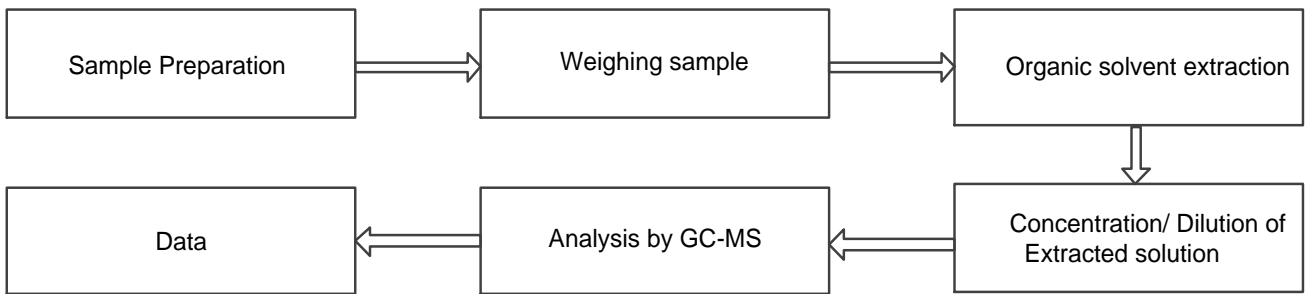 Sample Preparation
Weighing sample
Organic solvent extraction
Concentration/ Dilution of
Extracted solution
Analysis by GC-MS
Data